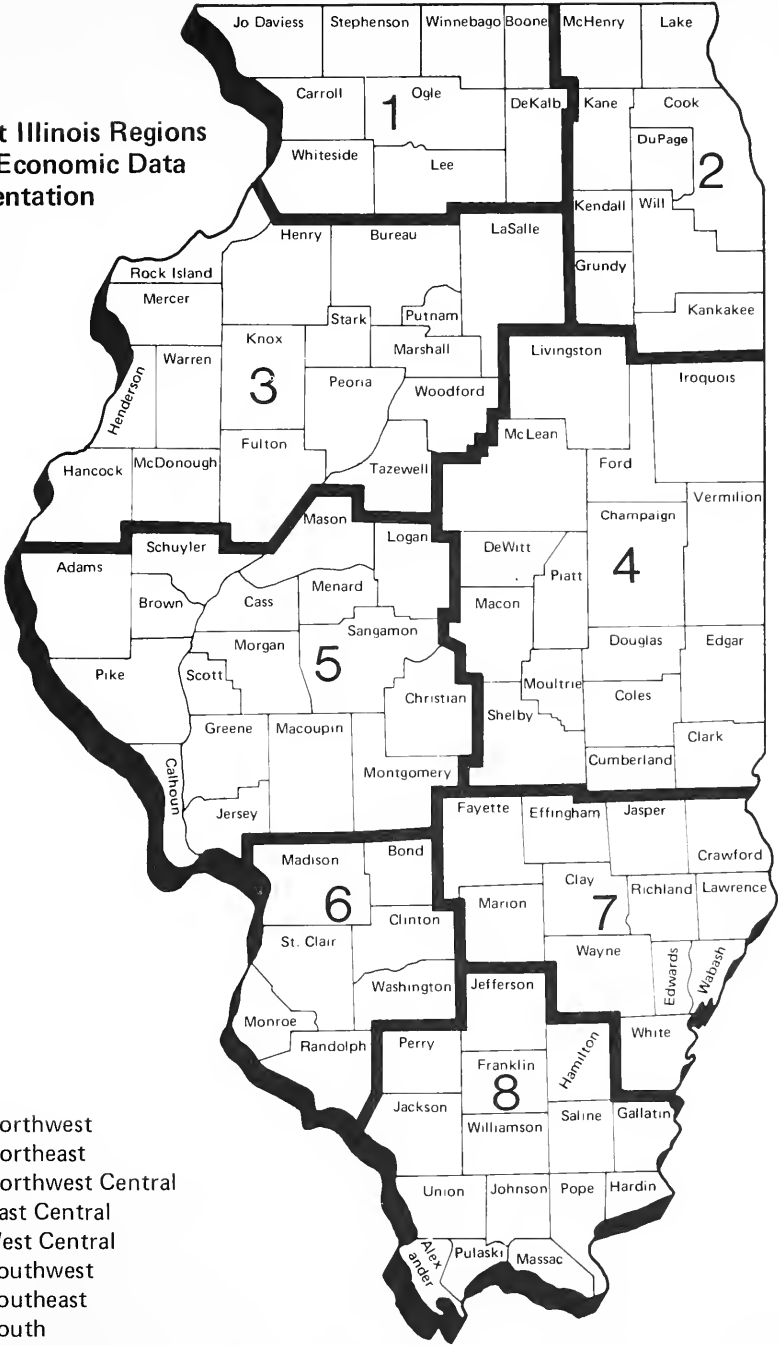 Jo Daviess Stephenson Winnebago Boone McHenry Lake
t Illinois Regions
Economic Data
entation
Carroll 1 Ogle DeKalb Kane Cook
DuPage
Whiteside Lee 2
Kendall Will
Henry Bureau LaSalle
Rock Island Grundy
Mercer
Stark Putnam Kankakee
Knox Marshall Livingston
Warren Peoria Iroquois
Henderson 3 Woodford
Fulton McLean
Hancock McDonough Tazewell Ford
Vermilion
Mason Champaign
Schuyler Logan
Adams DeWitt 4
Brown Cass Menard Piatt
Macon
Sangamon
Morgan Douglas Edgar
Pike Scott 5
Moultrie
Christian Coles
Shelby
Greene Macoupin
Clark
Calhoun Montgomery Cumberland
Jersey Fayette Effingham Jasper
Madison Bond Crawford
Clay Richland Lawrence
6 Marion 7
Clinton
St. Clair Wayne
Edwards Wabash
Washington Jefferson
Monroe
Randolph Perry Hamilton White
Franklin
8
Jackson Saline Gallatin
Williamson
orthwest
ortheast
orthwest Central
ast Central
est Central
outhwest
outheast
outh
Union Johnson Pope Hardin
Alex
ander
Pulaski Massac